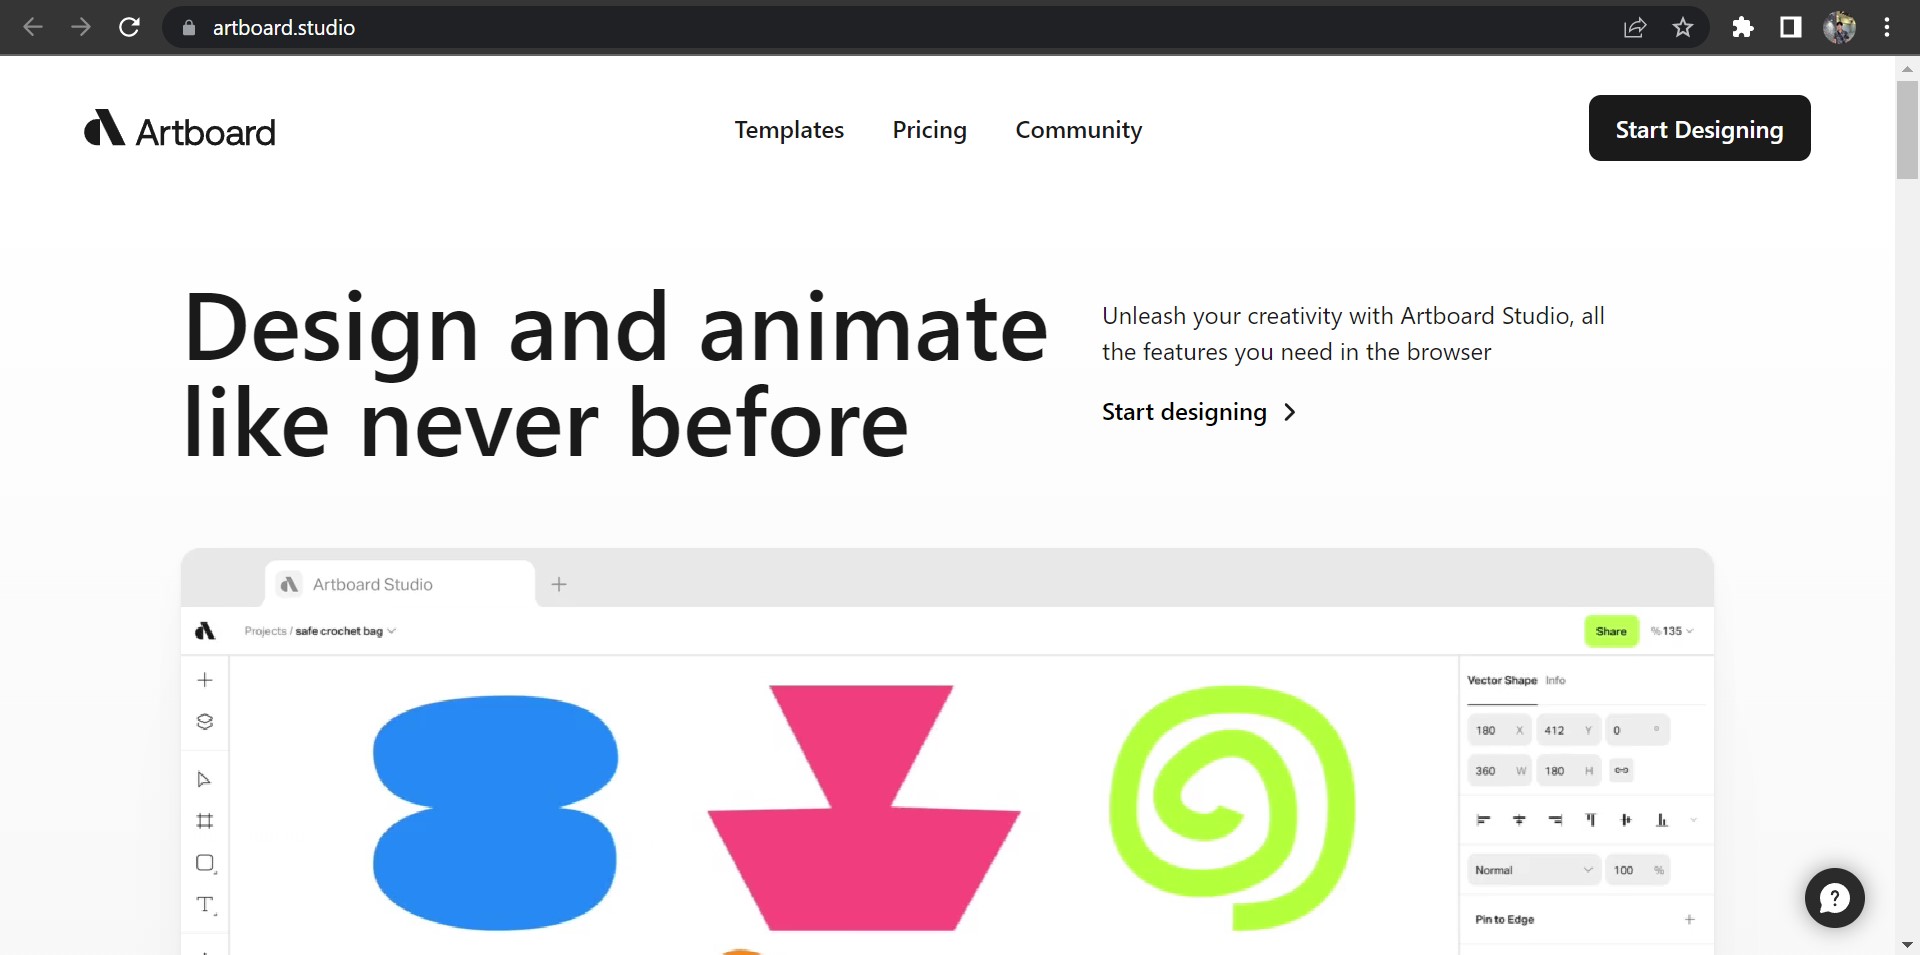 artboard.studio
Artboard
Templates
Pricing
Community
Start Designing
Design and animate
like never before
Unleash your creativity with Artboard Studio, all
the features you need in the browser
Start designing
Artboard Studio
Projects / safe crochet bag
Share
% 135
Vector Shape
Info
180 X
412 Y
0 °
360 W
180 H
Normal
100 %
Pin to Edge